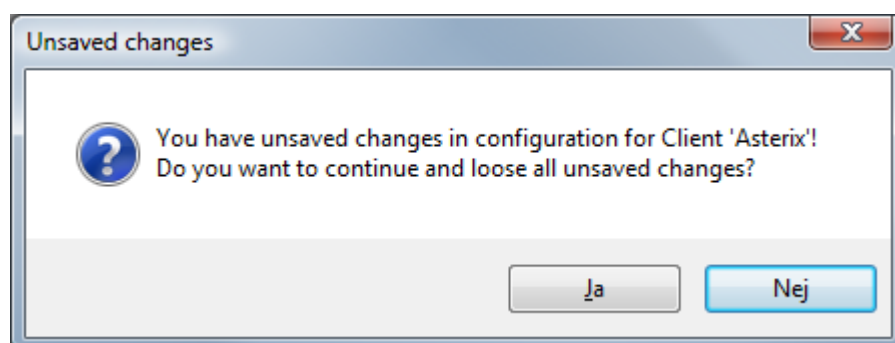 Unsaved changes
You have unsaved changes in configuration for Client 'Asterix'!
Do you want to continue and loose all unsaved changes?
Ja
Nej